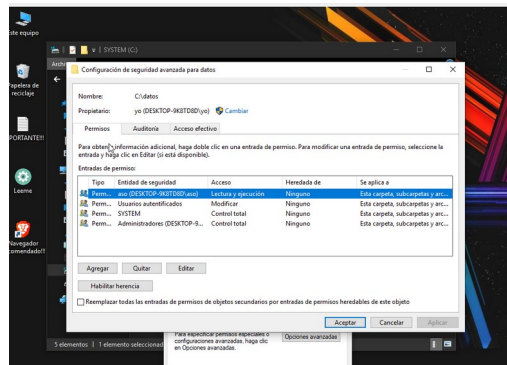 Este equipo
SYSTEM (C:)
Archi
Papelera de
reciclaje
PORTANTE!!!
Leeme
Navegador
comendado!!!
Configuración de seguridad avanzada para datos
Nombre: C:\datos
Propietario: yo (DESKTOP-9K8TD8D\yo) Cambiar
Permisos Auditoría Acceso efectivo
Para obtener información adicional, haga doble clic en una entrada de permiso. Para modificar una entrada de permiso, seleccione la
entrada y haga clic en Editar (si está disponible).
Entradas de permiso:
Tipo Entidad de seguridad Acceso Heredada de Se aplica a
Perm... aso (DESKTOP-9K8TD8D\aso) Lectura y ejecución Ninguno Esta carpeta, subcarpetas y arc...
Perm... Usuarios autentificados Modificar Ninguno Esta carpeta, subcarpetas y arc...
Perm... SYSTEM Control total Ninguno Esta carpeta, subcarpetas y arc...
Perm... Administradores (DESKTOP-9... Control total Ninguno Esta carpeta, subcarpetas y arc...
Agregar Quitar Editar
Habilitar herencia
Reemplazar todas las entradas de permisos de objetos secundarios por entradas de permisos heredables de este objeto
Aceptar Cancelar Aplicar
5 elementos 1 elemento seleccionad
Para especificar permisos especiales o
configuraciones avanzadas, haga clic
en Opciones avanzadas.
Opciones avanzadas